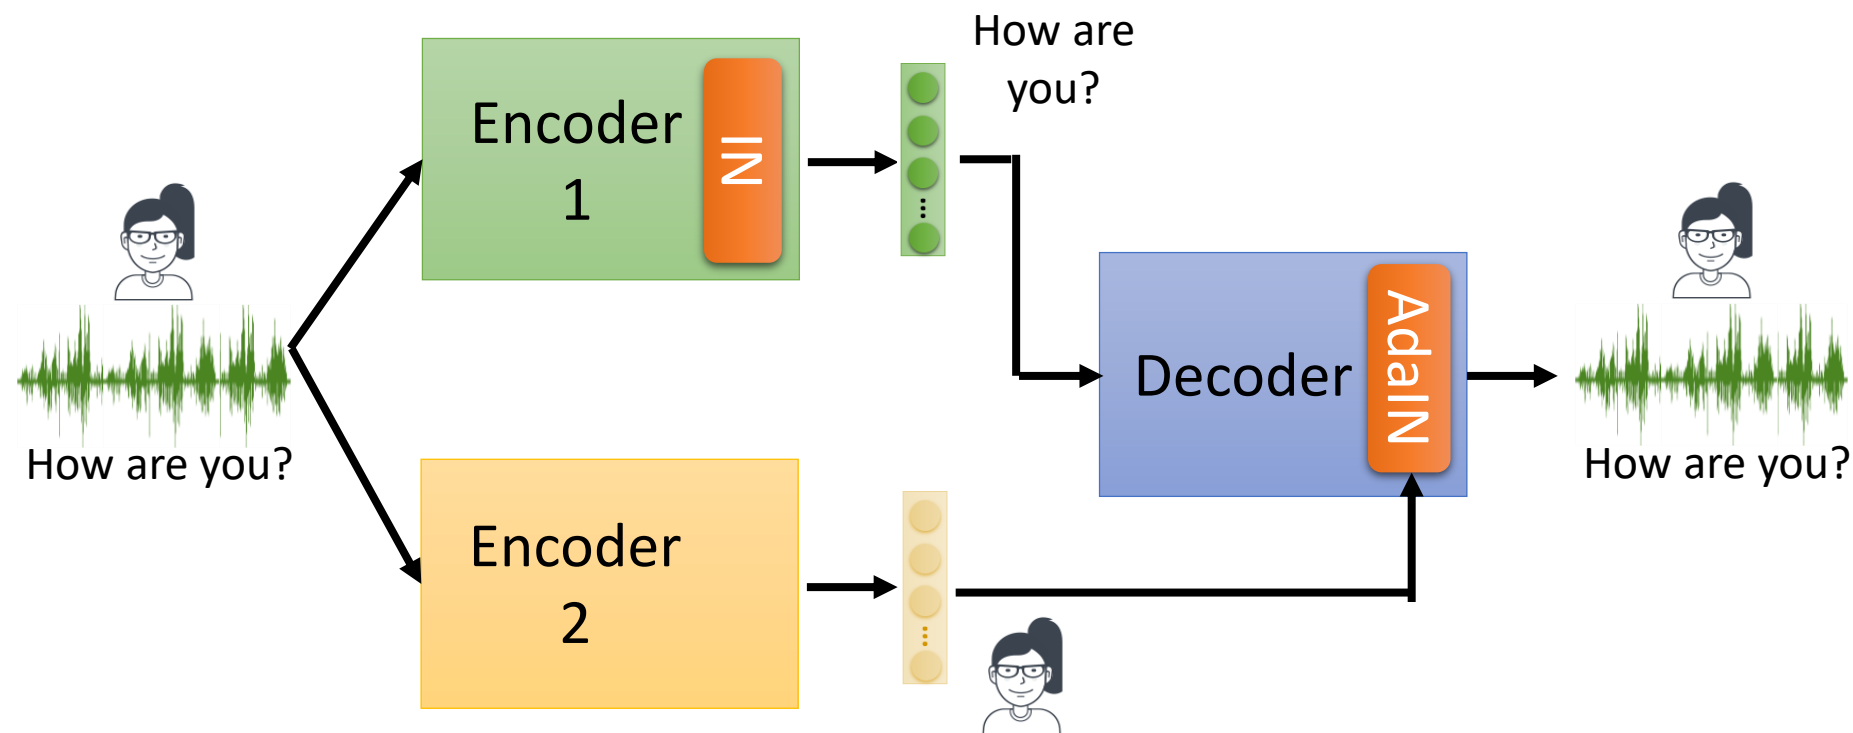 How are you?
Encoder
1
IN
How are
you?
Encoder
2
Decoder
AdaIN
How are you?